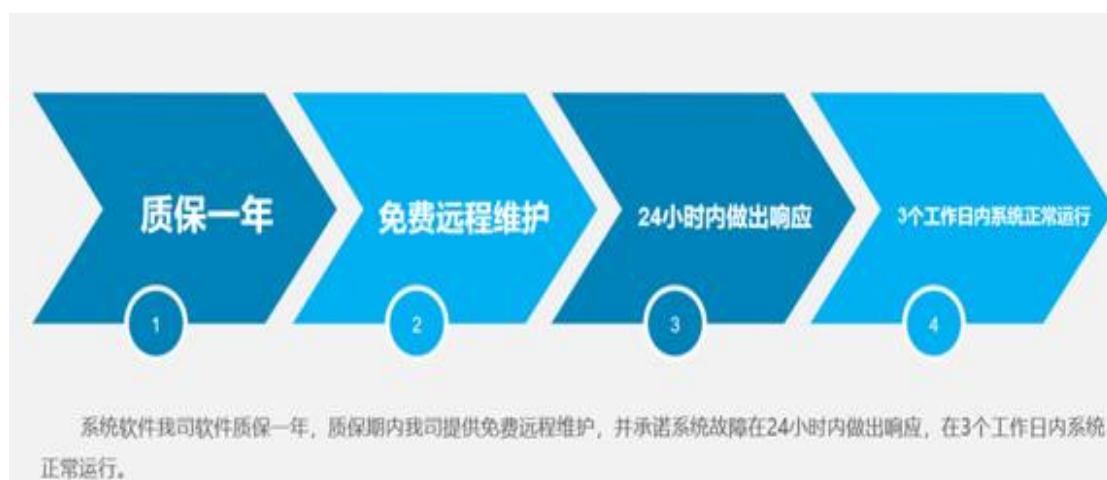 质保一年
免费远程维护
24小时内做出响应
3个工作日内系统正常运行
1
2
3
4
系统软件我司软件质保一年，质保期内我司提供免费远程维护，并承诺系统故障在24小时内做出响应，在3个工作日内系统
正常运行。